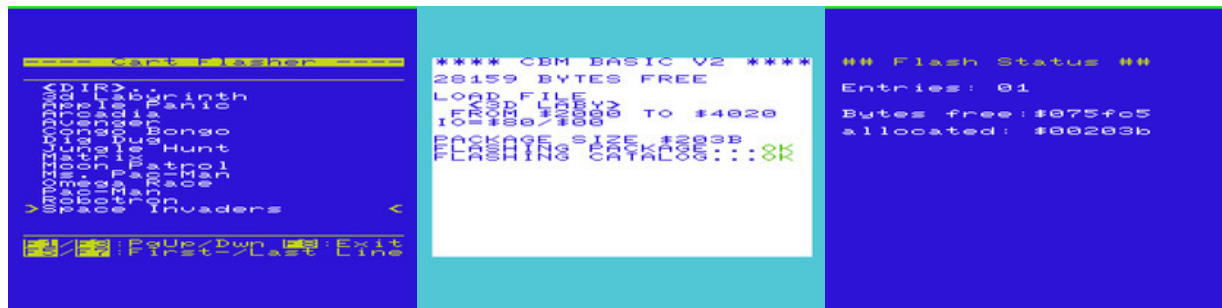 ---- Cart Flasher ----
<DIR>..
3d Labyrinth
Apple Panic
Arcadia
Avenger
Congo Bongo
Dig Dug
Jungle Hunt
Matrix
Moon Patrol
Ms. Pac-Man
Omega Race
Pac-Man
Robotron
>Space Invaders <
F1/F3:PgUp/Dwn F8:Exit
F5/F7:First-/Last Line
**** CBM BASIC V2 ****
28159 BYTES FREE
LOAD FILE
<3D LABY>
FROM $2000 TO $4020
IO=$80/$00
PACKAGE SIZE $203B
FLASHING PACKAGE...OK
FLASHING CATALOG...OK
## Flash Status ##
Entries: 01
Bytes free:$075fc5
allocated: $00203b